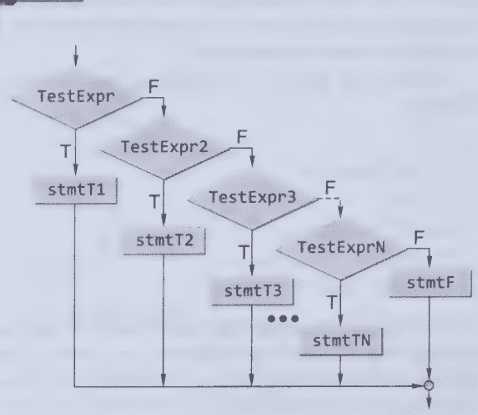 TestExpr
F
T
TestExpr2
F
stmtT1
T
TestExpr3
F
stmtT2
T
TestExprN
F
stmtT3
T
stmtF
stmtTN